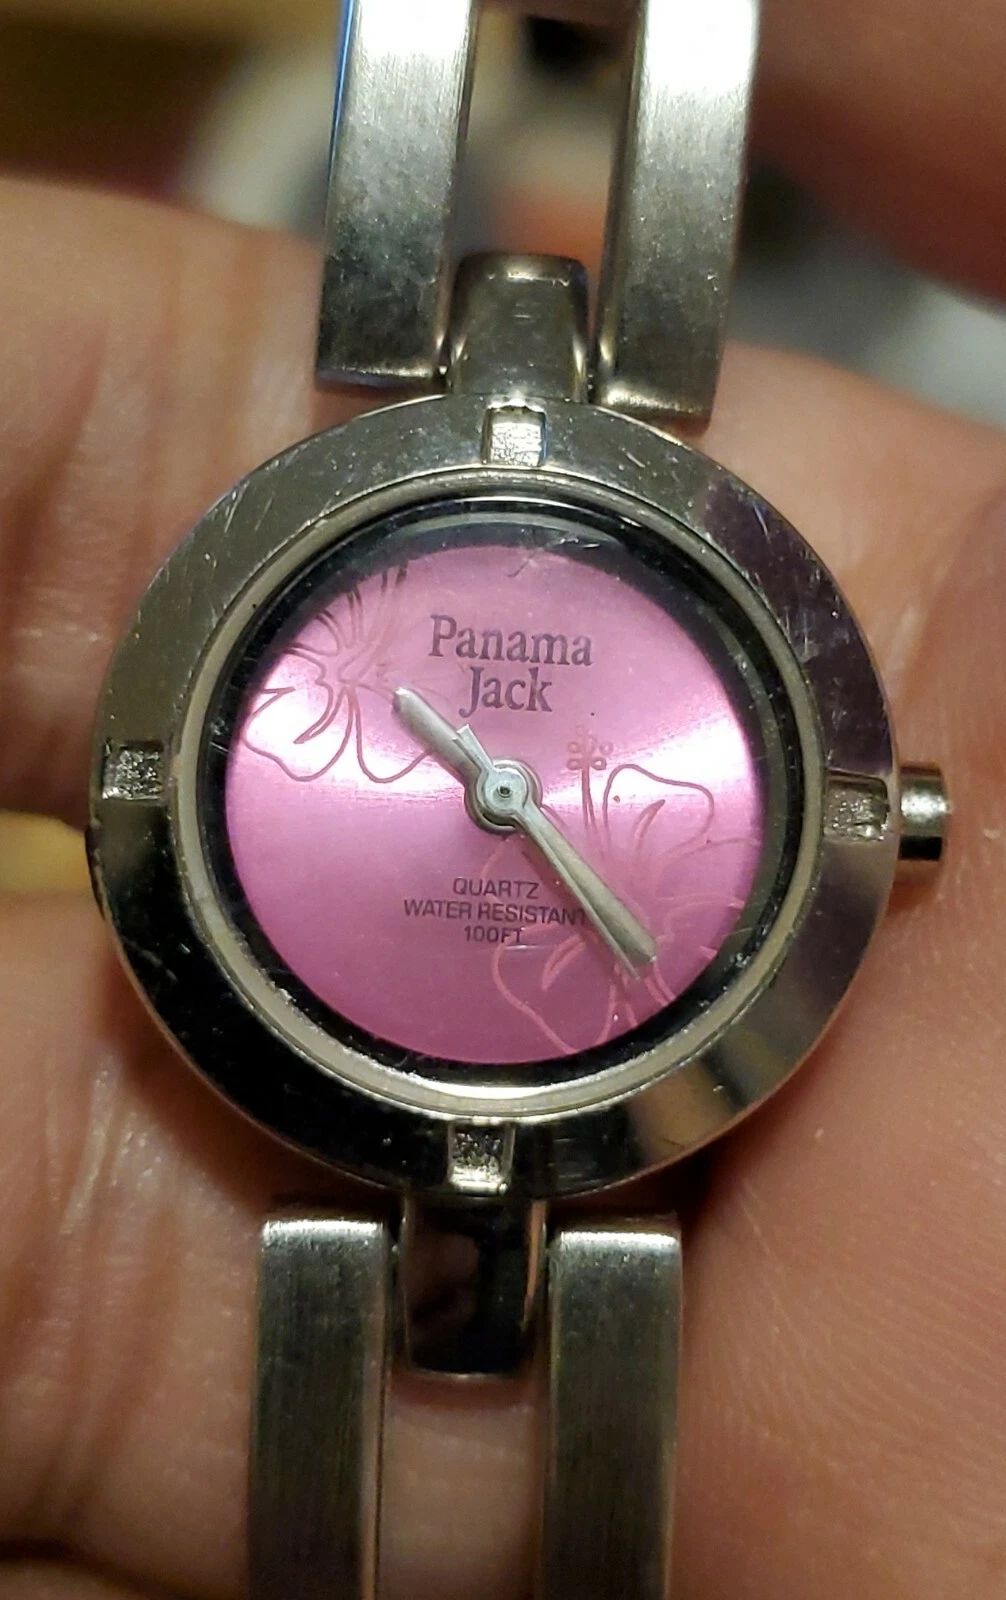 Panama
Jack
QUARTZ
WATER RESISTANT
100FT